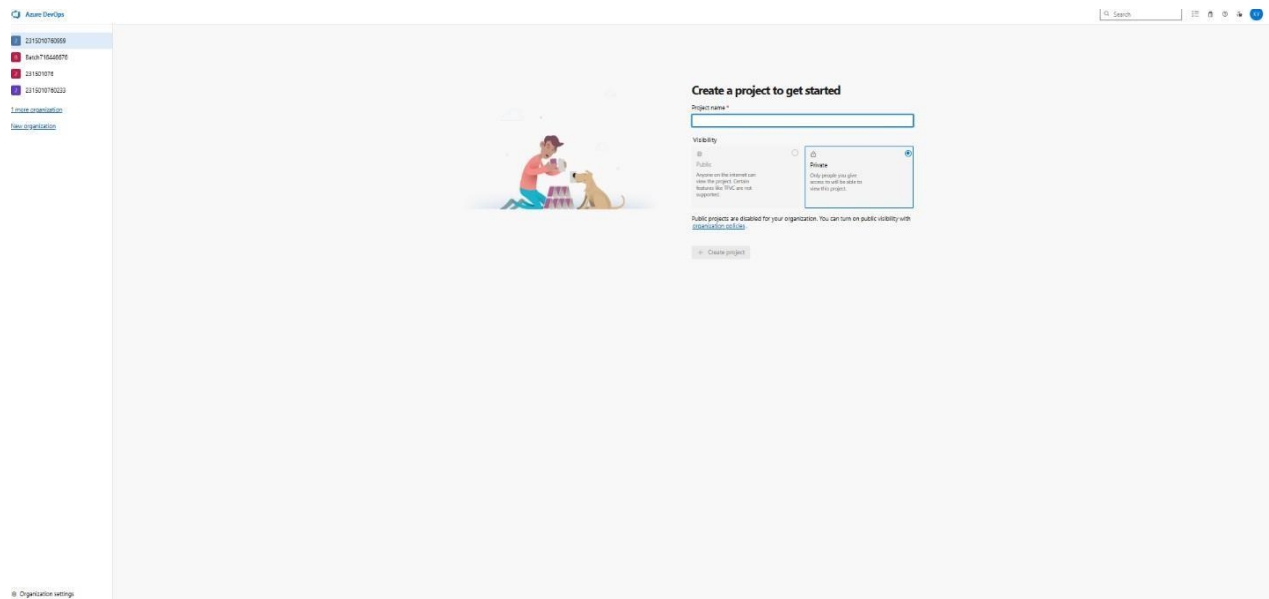 Azure DevOps
Search
2315010760666
Batch716446676
231501076
2315010760233
1 more organization
New organization
Create a project to get started
Project name *
Visibility
Public
Anyone on the internet can
view the project. Certain
features like TFVC are not
supported.
Private
Only people you give
access to will be able to
view this project.
Public projects are disabled for your organization. You can turn on public visibility with
organization policies.
+ Create project
Organization settings